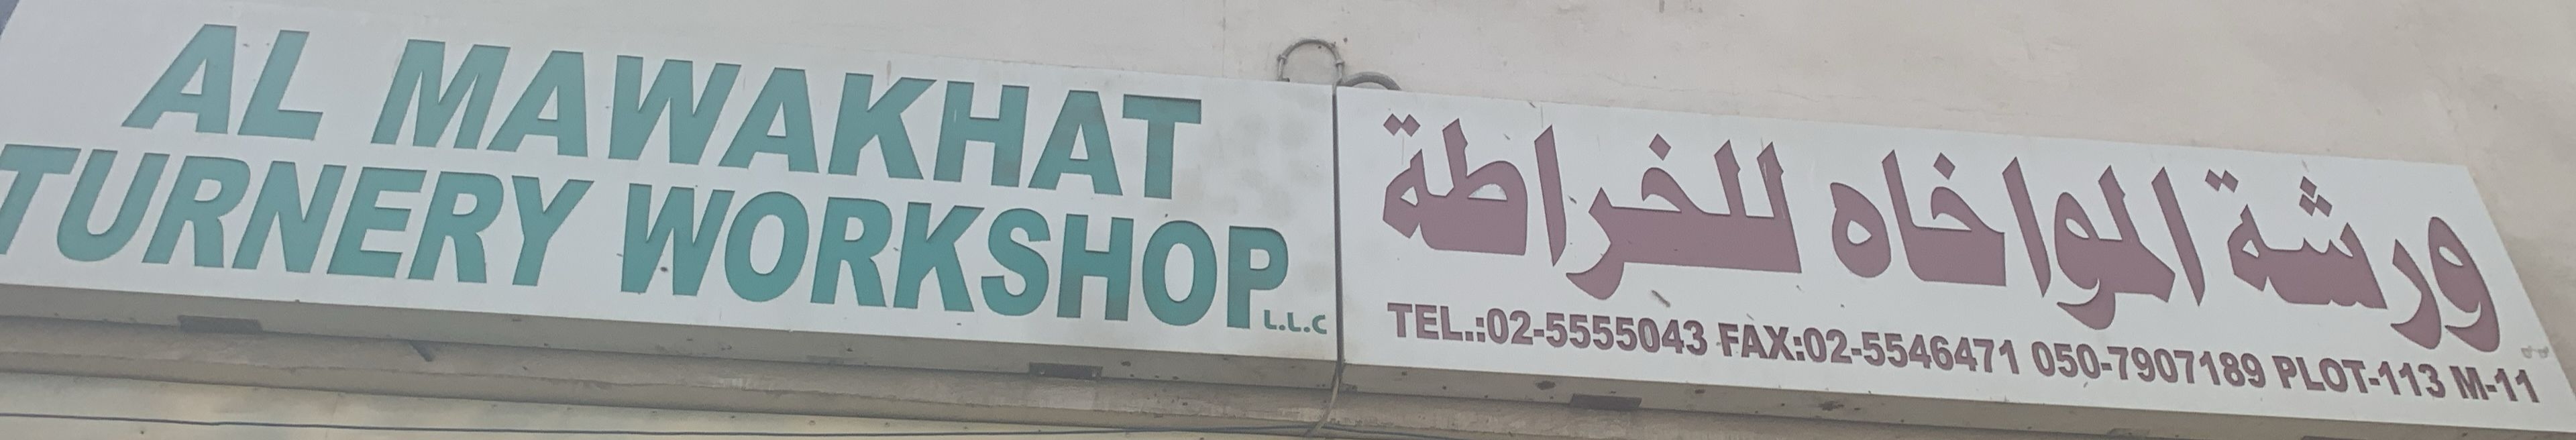 AL MAWAKHAT
TURNERY WORKSHOP L.L.C
ورشة المواخاه للخراطة
TEL.:02-5555043 FAX:02-5546471 050-7907189 PLOT-113 M-11